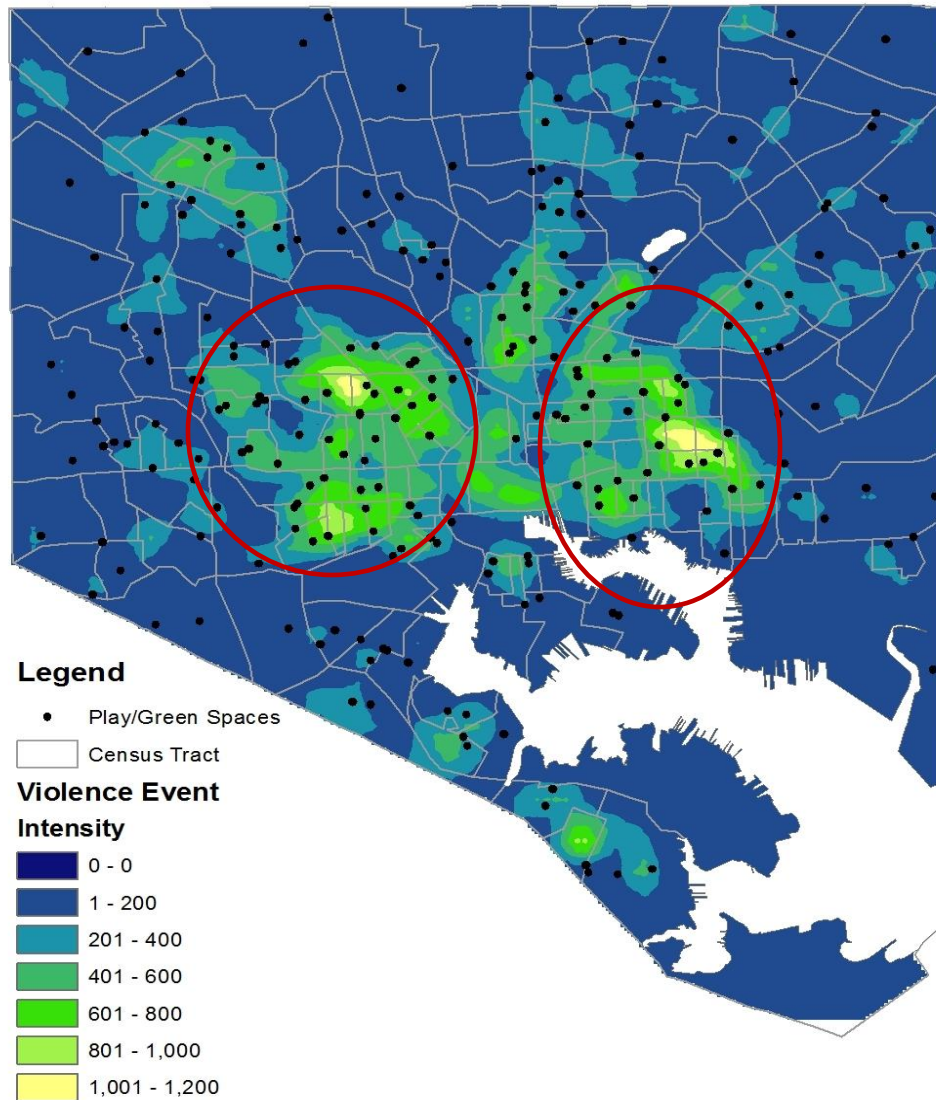 Legend
Play/Green Spaces
Census Tract
Violence Event
Intensity
0 - 0
1 - 200
201 - 400
401 - 600
601 - 800
801 - 1,000
1,001 - 1,200